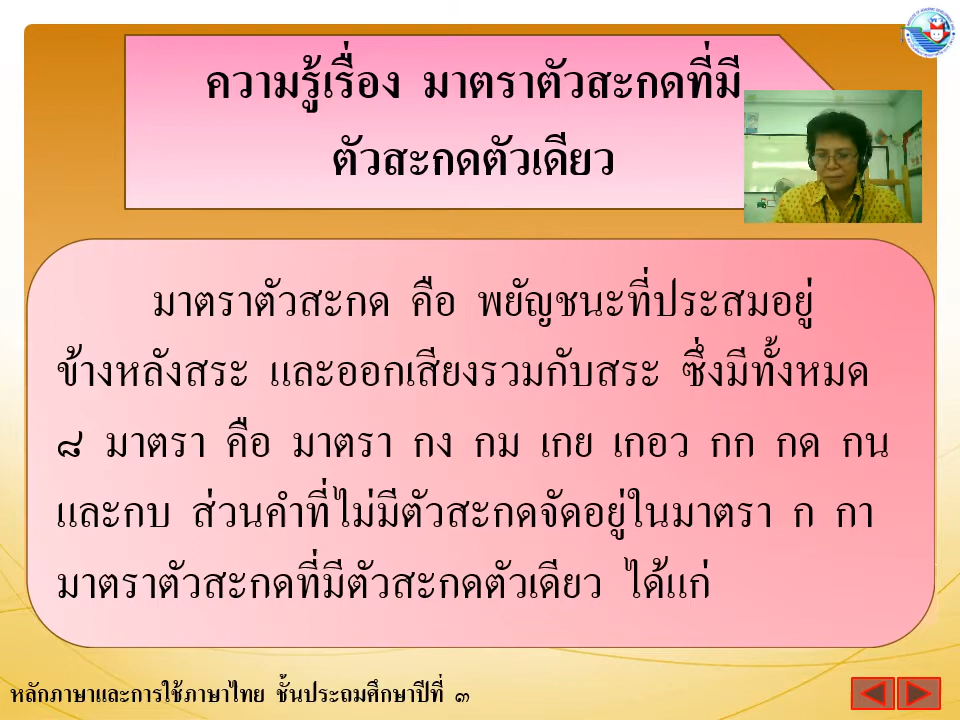 ความรู้เรื่อง มาตราตัวสะกดที่มี
ตัวสะกดตัวเดียว
มาตราตัวสะกด คือ พยัญชนะที่ประสมอยู่
ข้างหลังสระ และออกเสียงรวมกับสระ ซึ่งมีทั้งหมด
๘ มาตรา คือ มาตรา กง กม เกย เกอว กก กด กน
และกบ ส่วนคำที่ไม่มีตัวสะกดจัดอยู่ในมาตรา ก กา
มาตราตัวสะกดที่มีตัวสะกดตัวเดียว ได้แก่
หลักภาษาและการใช้ภาษาไทย ชั้นประถมศึกษาปีที่ ๓